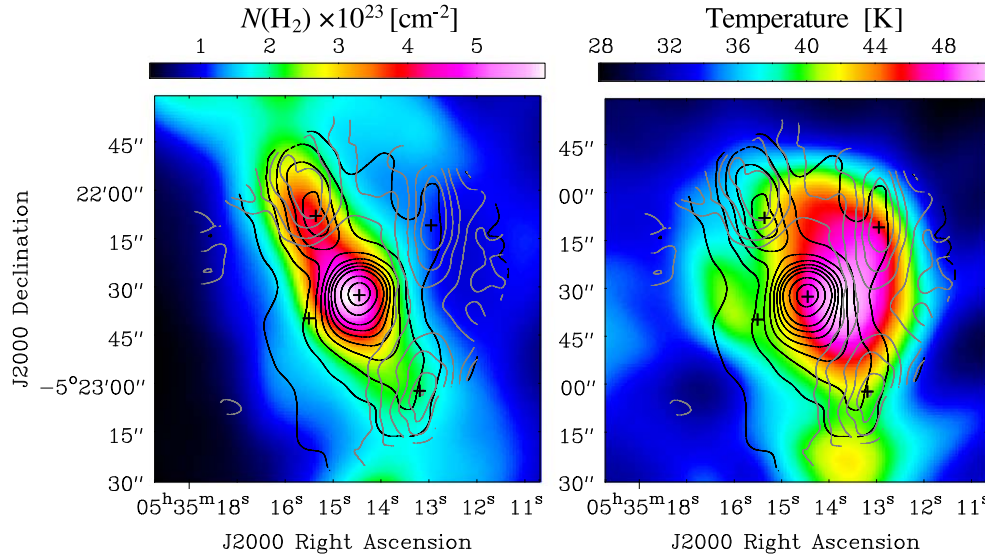 N(H₂) ×10²³ [cm⁻²]
Temperature [K]
1 2 3 4 5
28 32 36 40 44 48
45″
22′00″
15″
30″
45″
−5°23′00″
15″
30″
45″
00″
15″
30″
45″
00″
15″
30″
05ʰ35ᵐ18ˢ 16ˢ 15ˢ 14ˢ 13ˢ 12ˢ 11ˢ
05ʰ35ᵐ18ˢ 16ˢ 15ˢ 14ˢ 13ˢ 12ˢ 11ˢ
J2000 Declination
J2000 Right Ascension
J2000 Right Ascension